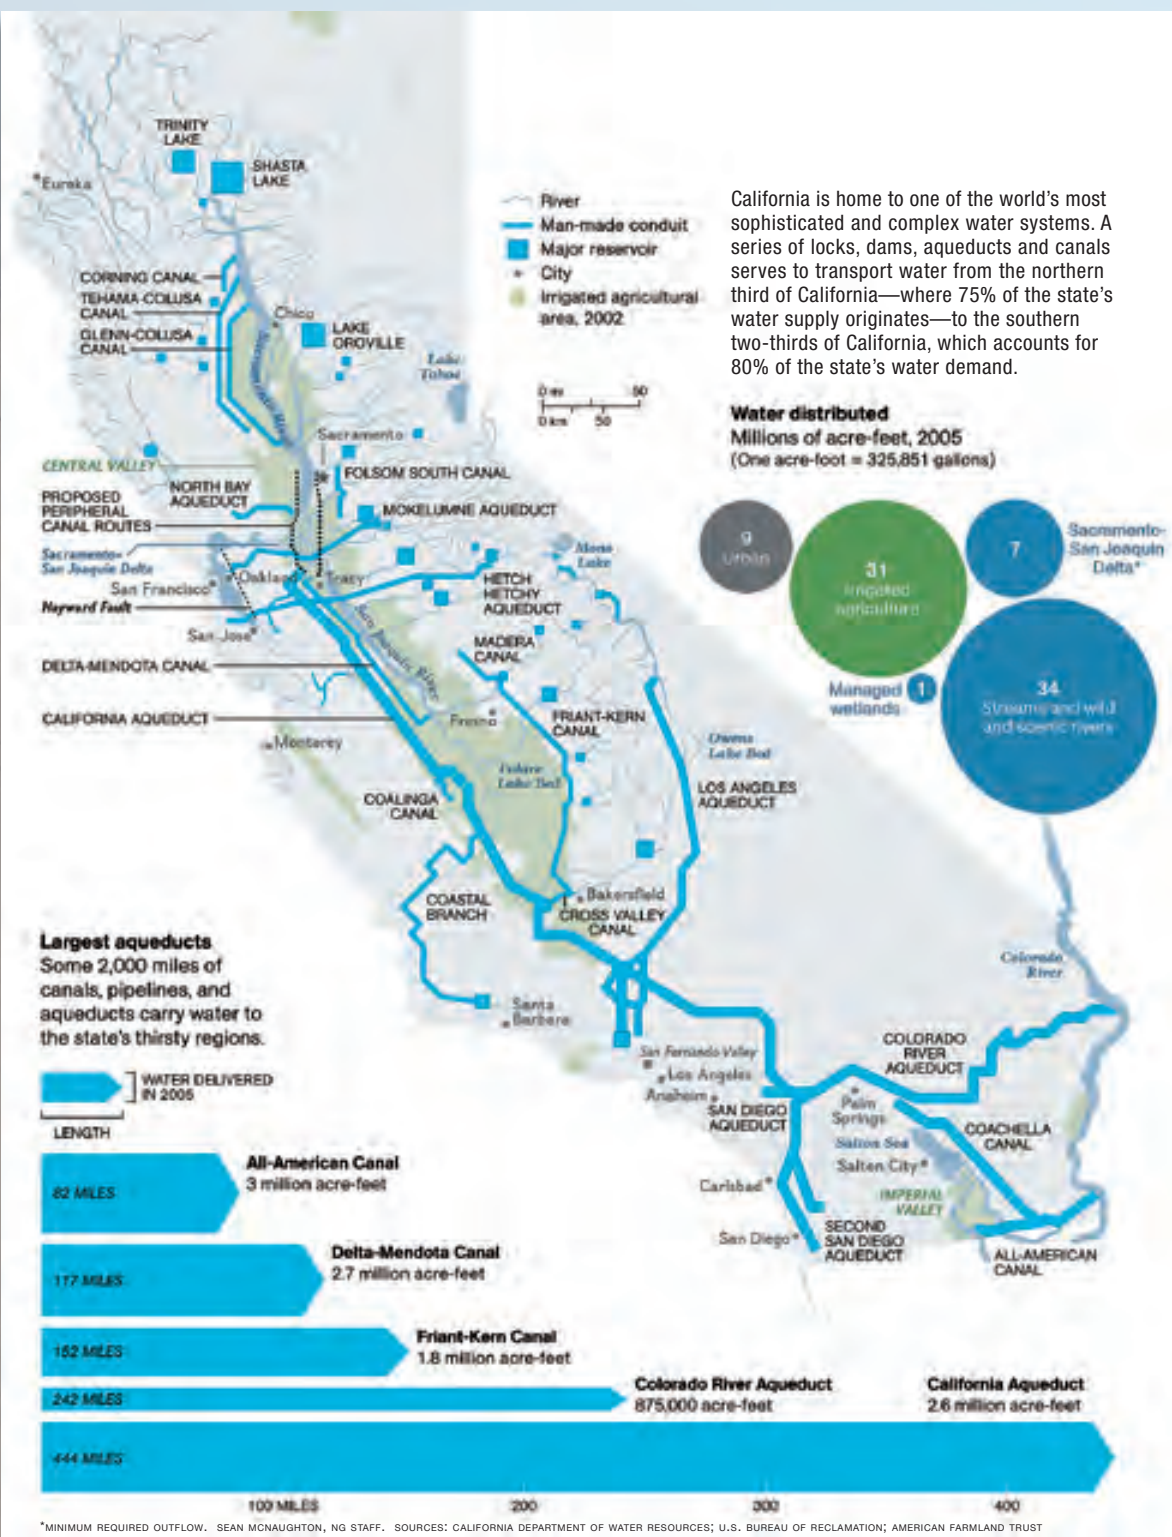 TRINITY
LAKE
SHASTA
LAKE
Eureka
River
Man-made conduit
Major reservoir
City
Irrigated agricultural
area, 2002
California is home to one of the world's most
sophisticated and complex water systems. A
series of locks, dams, aqueducts and canals
serves to transport water from the northern
third of California—where 75% of the state's
water supply originates—to the southern
two-thirds of California, which accounts for
80% of the state's water demand.
CORNING CANAL
TEHAMA-COLUSA
CANAL
GLENN-COLUSA
CANAL
Chico
LAKE
OROVILLE
Sacramento River
Lake
Tahoe
0 mi 50
0 km 50
Water distributed
Millions of acre-feet, 2005
(One acre-foot = 325,851 gallons)
Sacramento
CENTRAL VALLEY
FOLSOM SOUTH CANAL
NORTH BAY
AQUEDUCT
PROPOSED
PERIPHERAL
CANAL ROUTES
MOKELUMNE AQUEDUCT
9
Urban
31
Irrigated
agriculture
7
Sacramento-
San Joaquin
Delta*
Managed
wetlands
1
34
Streams and wild
and scenic rivers
Sacramento-
San Joaquin Delta
Mono
Lake
Oakland
Tracy
San Francisco
HETCH
HETCHY
AQUEDUCT
Hayward Fault
San Jose
San Joaquin River
MADERA
CANAL
DELTA-MENDOTA CANAL
CALIFORNIA AQUEDUCT
Fresno
FRIANT-KERN
CANAL
Monterey
Owens
Lake Bed
Tulare
Lake Bed
LOS ANGELES
AQUEDUCT
COALINGA
CANAL
COASTAL
BRANCH
Bakersfield
CROSS VALLEY
CANAL
Largest aqueducts
Some 2,000 miles of
canals, pipelines, and
aqueducts carry water to
the state's thirsty regions.
Colorado
River
Santa
Barbara
San Fernando Valley
Los Angeles
Anaheim
COLORADO
RIVER
AQUEDUCT
WATER DELIVERED
IN 2005
LENGTH
SAN DIEGO
AQUEDUCT
Palm
Springs
COACHELLA
CANAL
Salton Sea
Salton City
Carlsbad
IMPERIAL
VALLEY
San Diego
SECOND
SAN DIEGO
AQUEDUCT
ALL-AMERICAN
CANAL
All-American Canal
3 million acre-feet
82 MILES
Delta-Mendota Canal
2.7 million acre-feet
117 MILES
Friant-Kern Canal
1.8 million acre-feet
152 MILES
Colorado River Aqueduct
875,000 acre-feet
242 MILES
California Aqueduct
2.6 million acre-feet
444 MILES
100 MILES 200 300 400
*MINIMUM REQUIRED OUTFLOW. SEAN MCNAUGHTON, NG STAFF. SOURCES: CALIFORNIA DEPARTMENT OF WATER RESOURCES; U.S. BUREAU OF RECLAMATION; AMERICAN FARMLAND TRUST